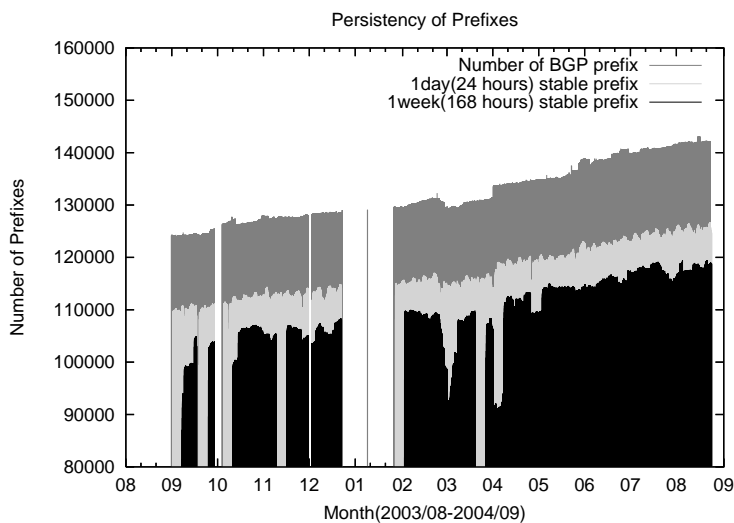 Persistency of Prefixes
160000
150000
140000
130000
120000
110000
100000
90000
80000
Number of Prefixes
Number of BGP prefix
1day(24 hours) stable prefix
1week(168 hours) stable prefix
08 09 10 11 12 01 02 03 04 05 06 07 08 09
Month(2003/08-2004/09)